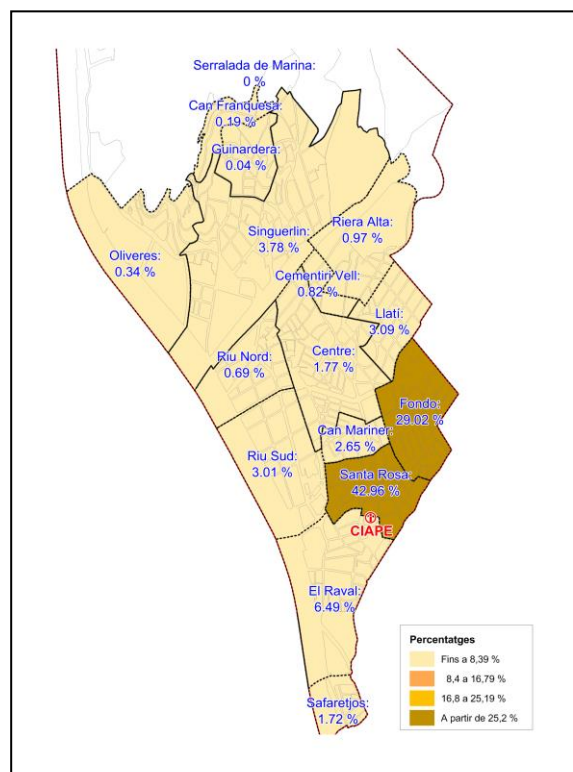 Serralada de Marina:
0 %
Can Franquesa:
0.19 %
Guinardera:
0.04 %
Singuerlin:
3.78 %
Riera Alta:
0.97 %
Oliveres:
0.34 %
Cementiri Vell:
0.82 %
Llatí:
3.09 %
Centre:
1.77 %
Riu Nord:
0.69 %
Fondo:
29.02 %
Can Mariner:
2.65 %
Riu Sud:
3.01 %
Santa Rosa:
42.96 %
CIAPE
El Raval:
6.49 %
Safaretjos:
1.72 %
Percentatges
Fins a 8,39 %
8,4 a 16,79 %
16,8 a 25,19 %
A partir de 25,2 %